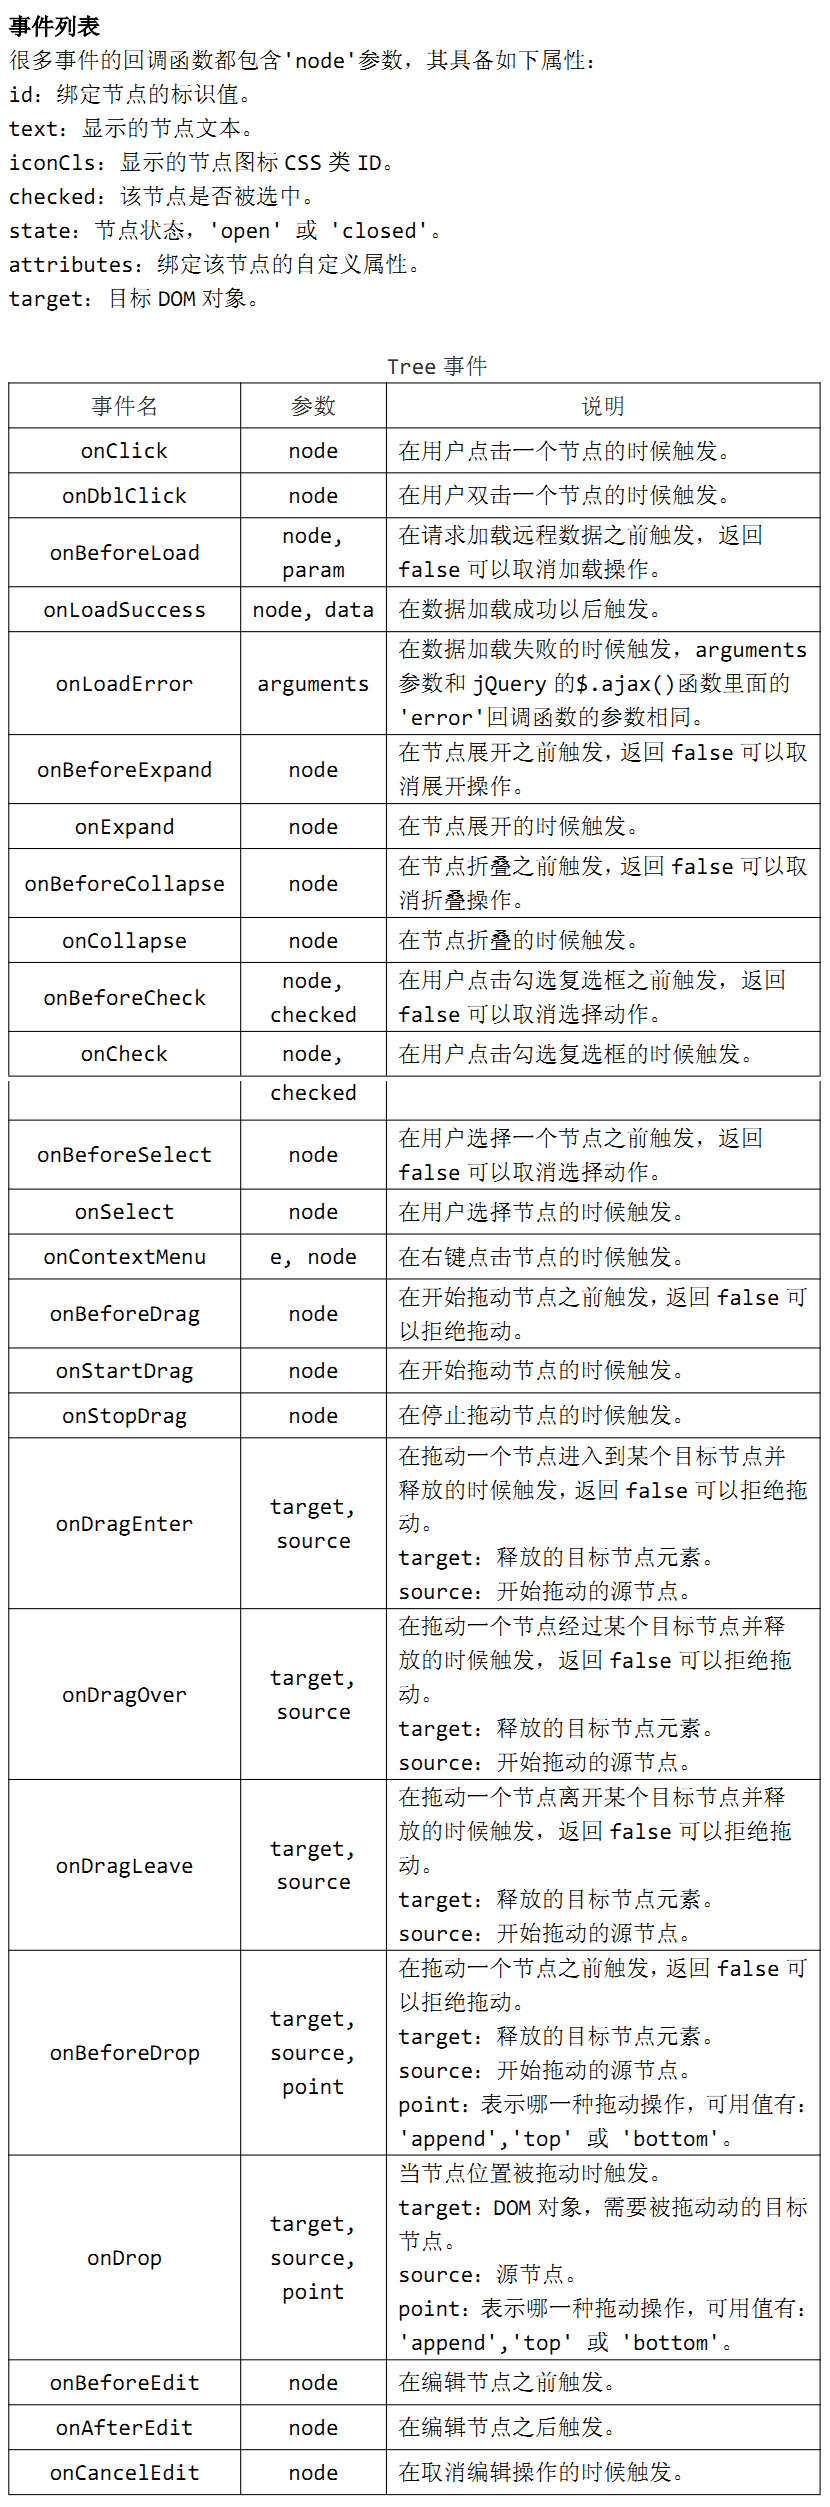 事件列表
很多事件的回调函数都包含'node'参数，其具备如下属性：
id：绑定节点的标识值。
text：显示的节点文本。
iconCls：显示的节点图标 CSS 类 ID。
checked：该节点是否被选中。
state：节点状态，'open' 或 'closed'。
attributes：绑定该节点的自定义属性。
target：目标 DOM 对象。
Tree 事件
事件名 参数 说明
onClick node 在用户点击一个节点的时候触发。
onDblClick node 在用户双击一个节点的时候触发。
onBeforeLoad node, param 在请求加载远程数据之前触发，返回
false 可以取消加载操作。
onLoadSuccess node, data 在数据加载成功以后触发。
onLoadError arguments 在数据加载失败的时候触发，arguments
参数和 jQuery 的$.ajax()函数里面的
'error'回调函数的参数相同。
onBeforeExpand node 在节点展开之前触发，返回 false 可以取
消展开操作。
onExpand node 在节点展开的时候触发。
onBeforeCollapse node 在节点折叠之前触发，返回 false 可以取
消折叠操作。
onCollapse node 在节点折叠的时候触发。
onBeforeCheck node, checked 在用户点击勾选复选框之前触发，返回
false 可以取消选择动作。
onCheck node, 在用户点击勾选复选框的时候触发。
checked
onBeforeSelect node 在用户选择一个节点之前触发，返回
false 可以取消选择动作。
onSelect node 在用户选择节点的时候触发。
onContextMenu e, node 在右键点击节点的时候触发。
onBeforeDrag node 在开始拖动节点之前触发，返回 false 可
以拒绝拖动。
onStartDrag node 在开始拖动节点的时候触发。
onStopDrag node 在停止拖动节点的时候触发。
onDragEnter target, source 在拖动一个节点进入到某个目标节点并
释放的时候触发，返回 false 可以拒绝拖
动。
target：释放的目标节点元素。
source：开始拖动的源节点。
onDragOver target, source 在拖动一个节点经过某个目标节点并释
放的时候触发，返回 false 可以拒绝拖
动。
target：释放的目标节点元素。
source：开始拖动的源节点。
onDragLeave target, source 在拖动一个节点离开某个目标节点并释
放的时候触发，返回 false 可以拒绝拖
动。
target：释放的目标节点元素。
source：开始拖动的源节点。
onBeforeDrop target, source, point 在拖动一个节点之前触发，返回 false 可
以拒绝拖动。
target：释放的目标节点元素。
source：开始拖动的源节点。
point：表示哪一种拖动操作，可用值有：
'append','top' 或 'bottom'。
onDrop target, source, point 当节点位置被拖动时触发。
target：DOM 对象，需要被拖动动的目标
节点。
source：源节点。
point：表示哪一种拖动操作，可用值有：
'append','top' 或 'bottom'。
onBeforeEdit node 在编辑节点之前触发。
onAfterEdit node 在编辑节点之后触发。
onCancelEdit node 在取消编辑操作的时候触发。